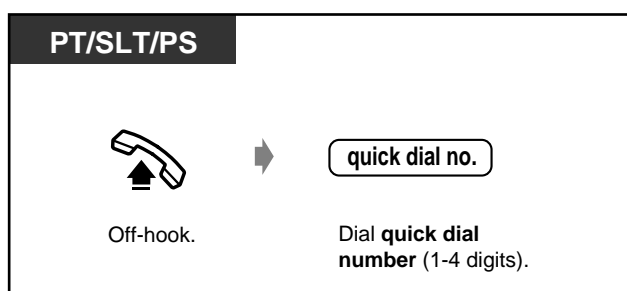 PT/SLT/PS
quick dial no.
Off-hook.
Dial quick dial
number (1-4 digits).